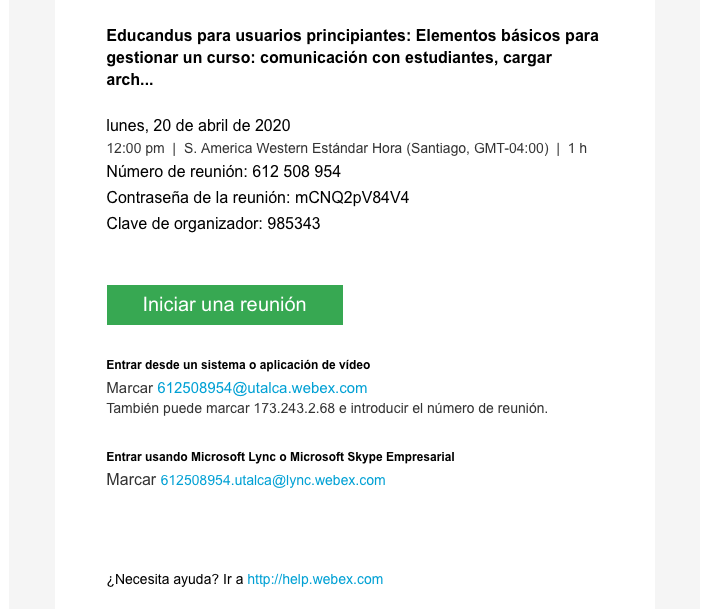 Educandus para usuarios principiantes: Elementos básicos para
gestionar un curso: comunicación con estudiantes, cargar
arch...
lunes, 20 de abril de 2020
12:00 pm | S. America Western Estándar Hora (Santiago, GMT-04:00) | 1 h
Número de reunión: 612 508 954
Contraseña de la reunión: mCNQ2pV84V4
Clave de organizador: 985343
Iniciar una reunión
Entrar desde un sistema o aplicación de vídeo
Marcar 612508954@utalca.webex.com
También puede marcar 173.243.2.68 e introducir el número de reunión.
Entrar usando Microsoft Lync o Microsoft Skype Empresarial
Marcar 612508954.utalca@lync.webex.com
¿Necesita ayuda? Ir a http://help.webex.com